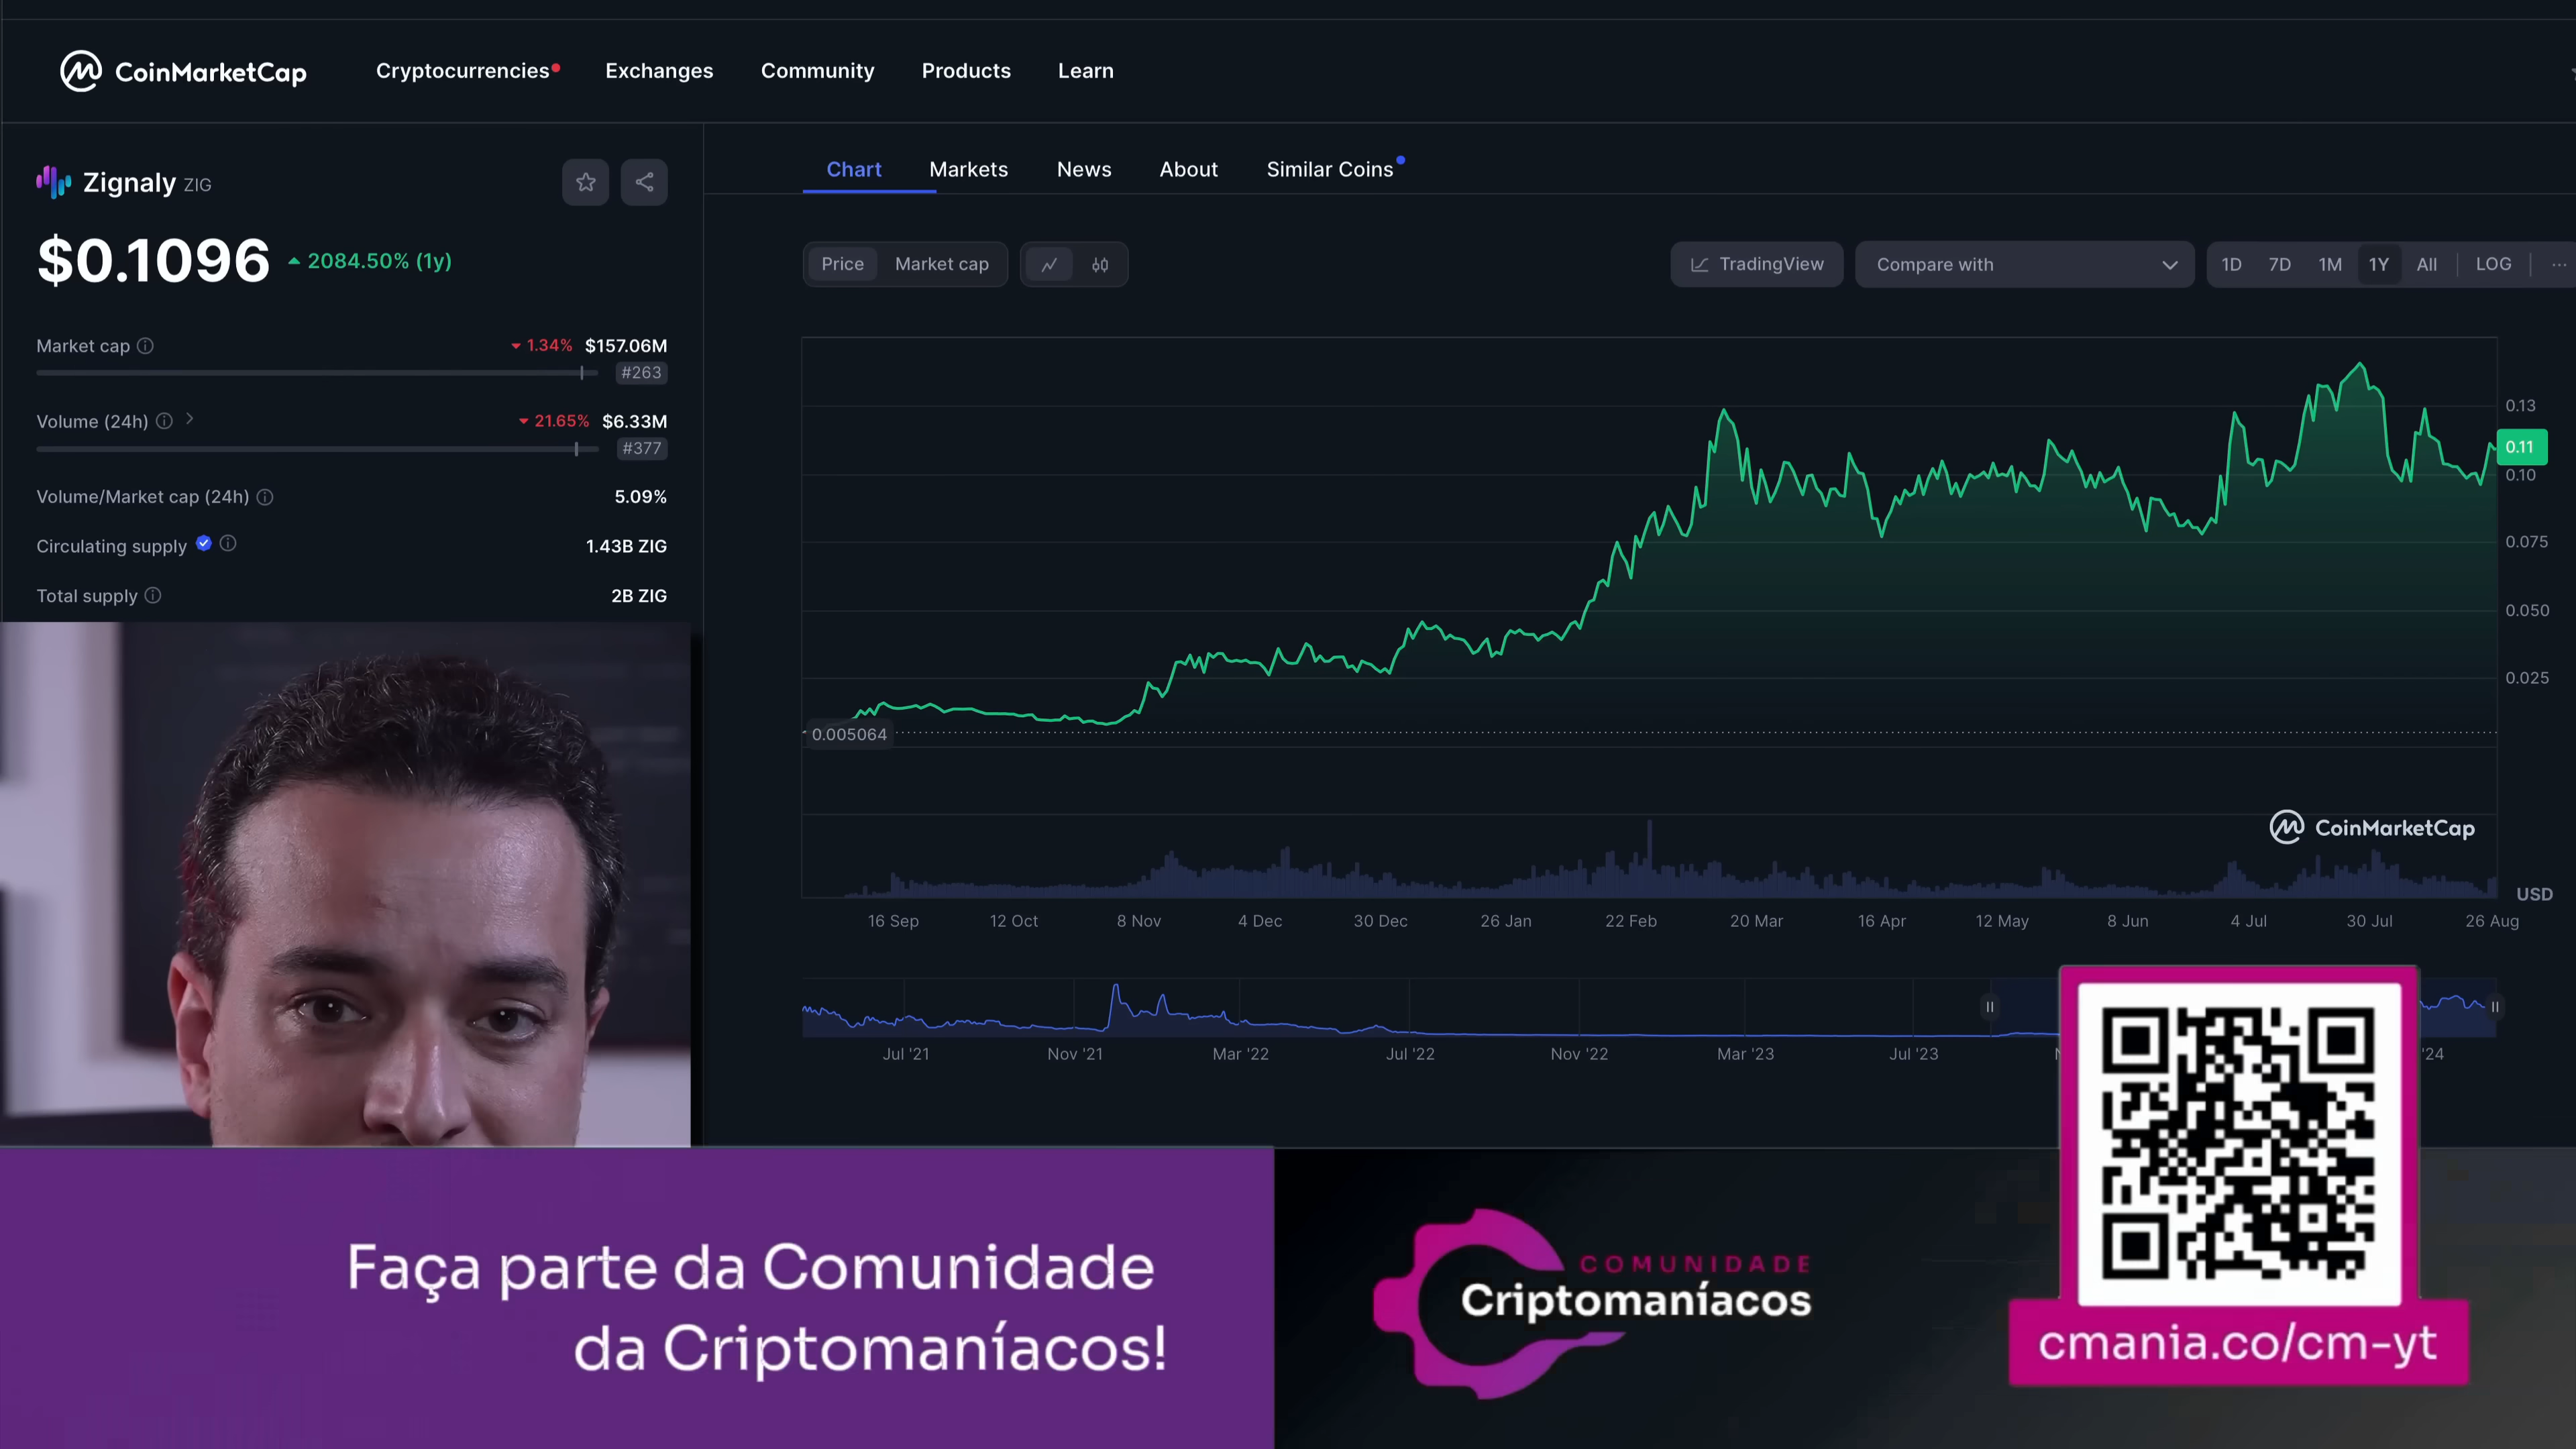 CoinMarketCap Cryptocurrencies Exchanges Community Products Learn
Zignaly ZIG
$0.1096 2084.50% (1y)
Market cap 1.34% $157.06M
#263
Volume (24h) 21.65% $6.33M
#377
Volume/Market cap (24h) 5.09%
Circulating supply 1.43B ZIG
Total supply 2B ZIG
Chart Markets News About Similar Coins
Price Market cap TradingView Compare with 1D 7D 1M 1Y All LOG
0.13
0.11
0.10
0.075
0.050
0.025
0.005064
CoinMarketCap
USD
16 Sep 12 Oct 8 Nov 4 Dec 30 Dec 26 Jan 22 Feb 20 Mar 16 Apr 12 May 8 Jun 4 Jul 30 Jul 26 Aug
Jul '21 Nov '21 Mar '22 Jul '22 Nov '22 Mar '23 Jul '23 '24
Faça parte da Comunidade
da Criptomaníacos!
COMUNIDADE
Criptomaníacos
cmania.co/cm-yt